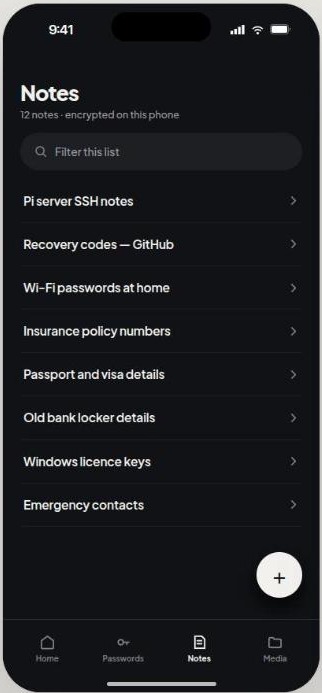 9:41
Notes
12 notes · encrypted on this phone
Filter this list
Pi server SSH notes
Recovery codes — GitHub
Wi-Fi passwords at home
Insurance policy numbers
Passport and visa details
Old bank locker details
Windows licence keys
Emergency contacts
+
Home Passwords Notes Media